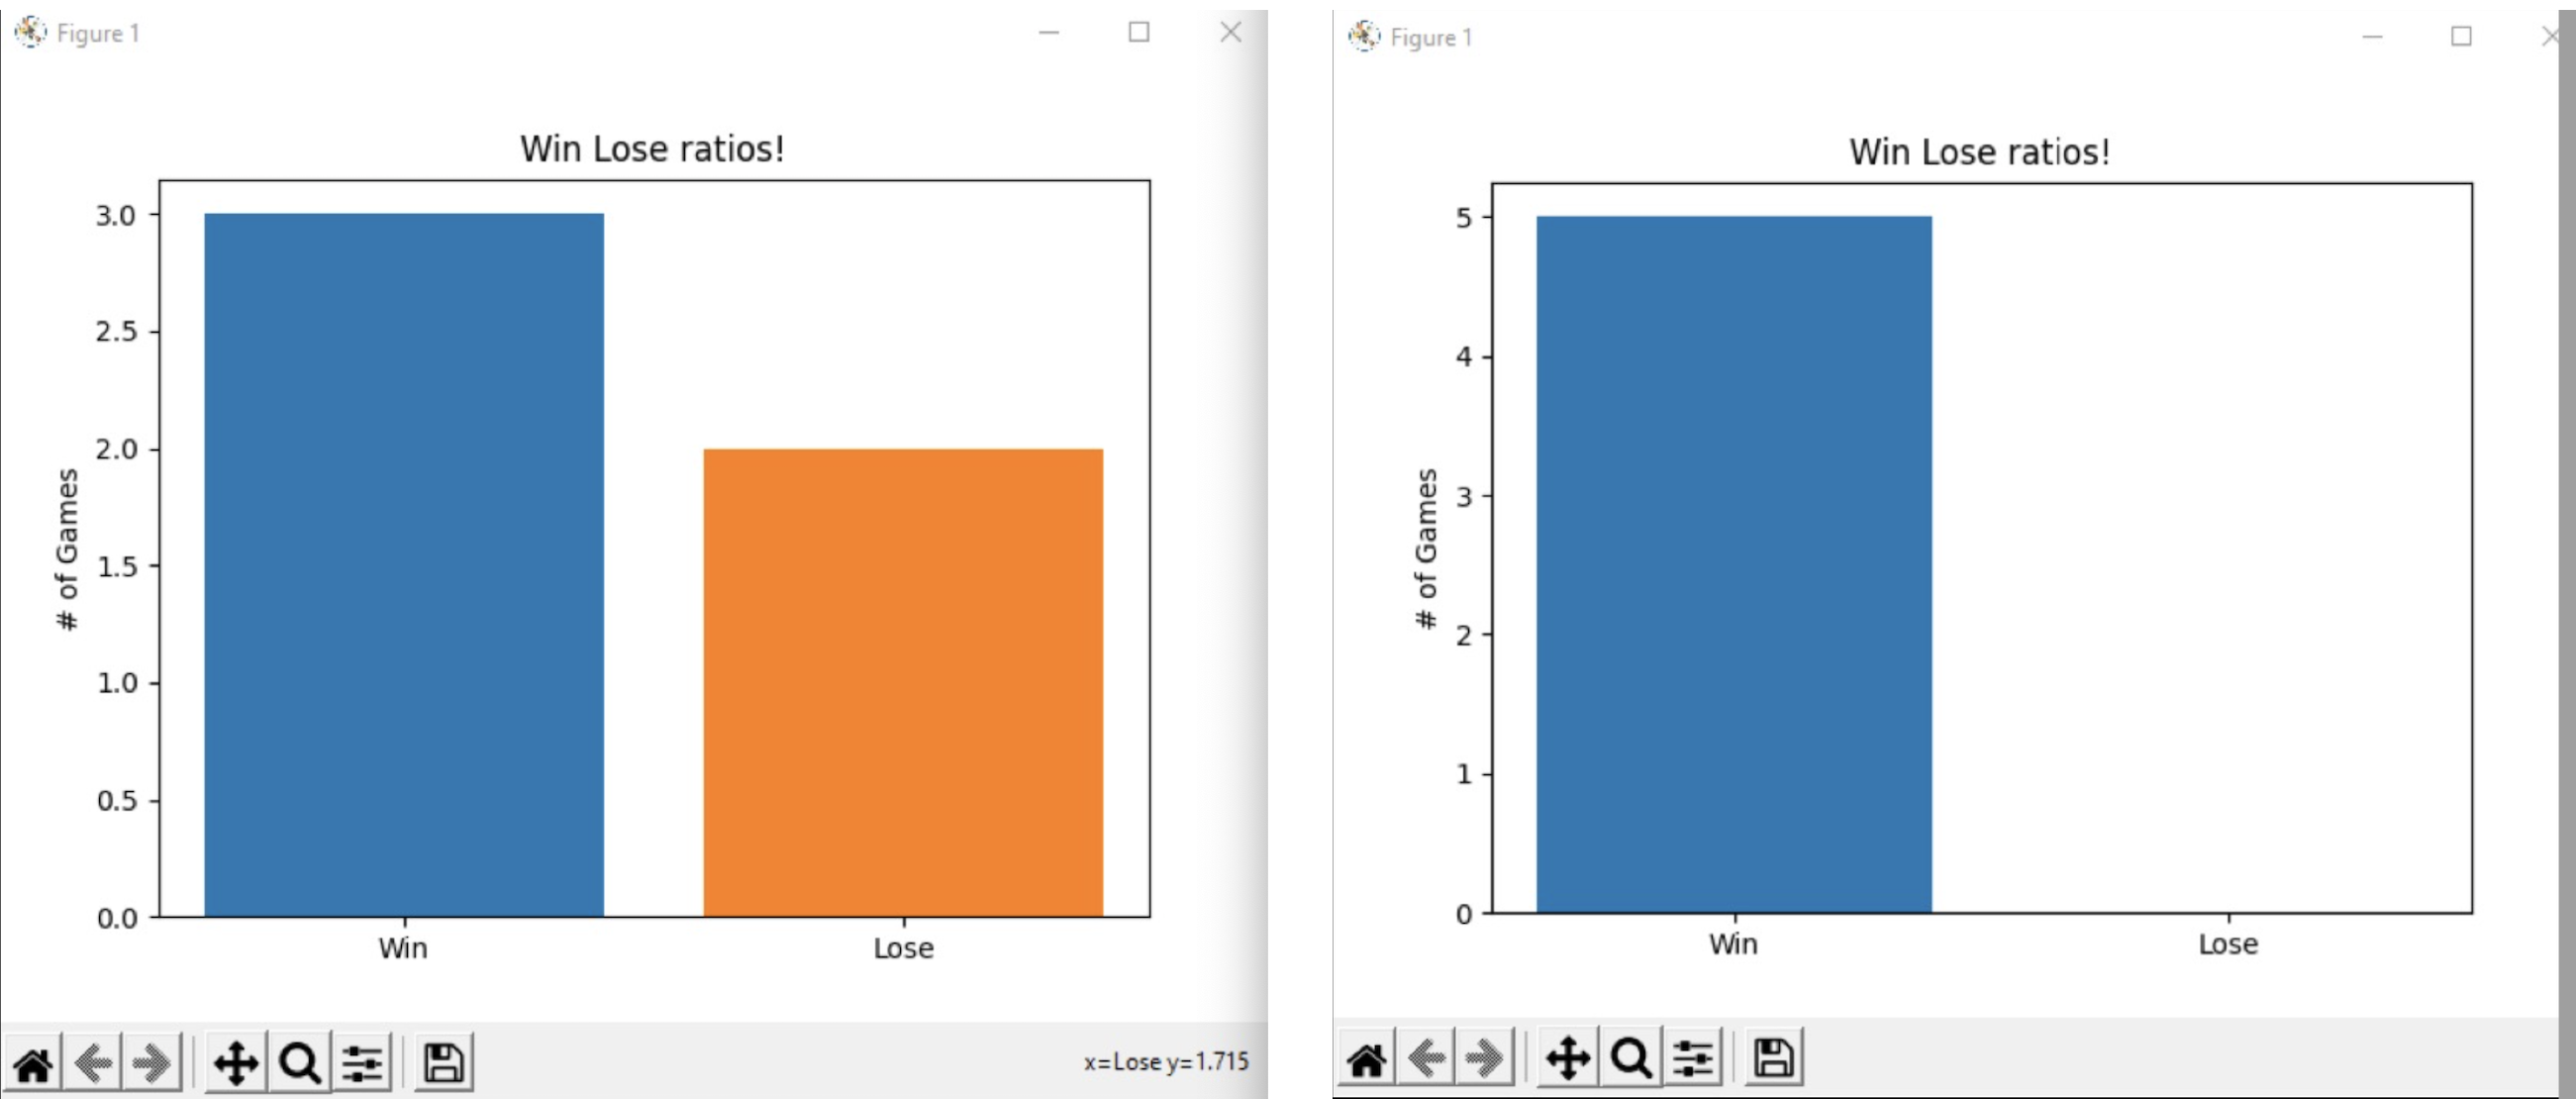 Figure 1
Win Lose ratios!
3.0
2.5
2.0
1.5
1.0
0.5
0.0
# of Games
Win Lose
x=Lose y=1.715
Figure 1
Win Lose ratios!
5
4
3
2
1
0
# of Games
Win Lose